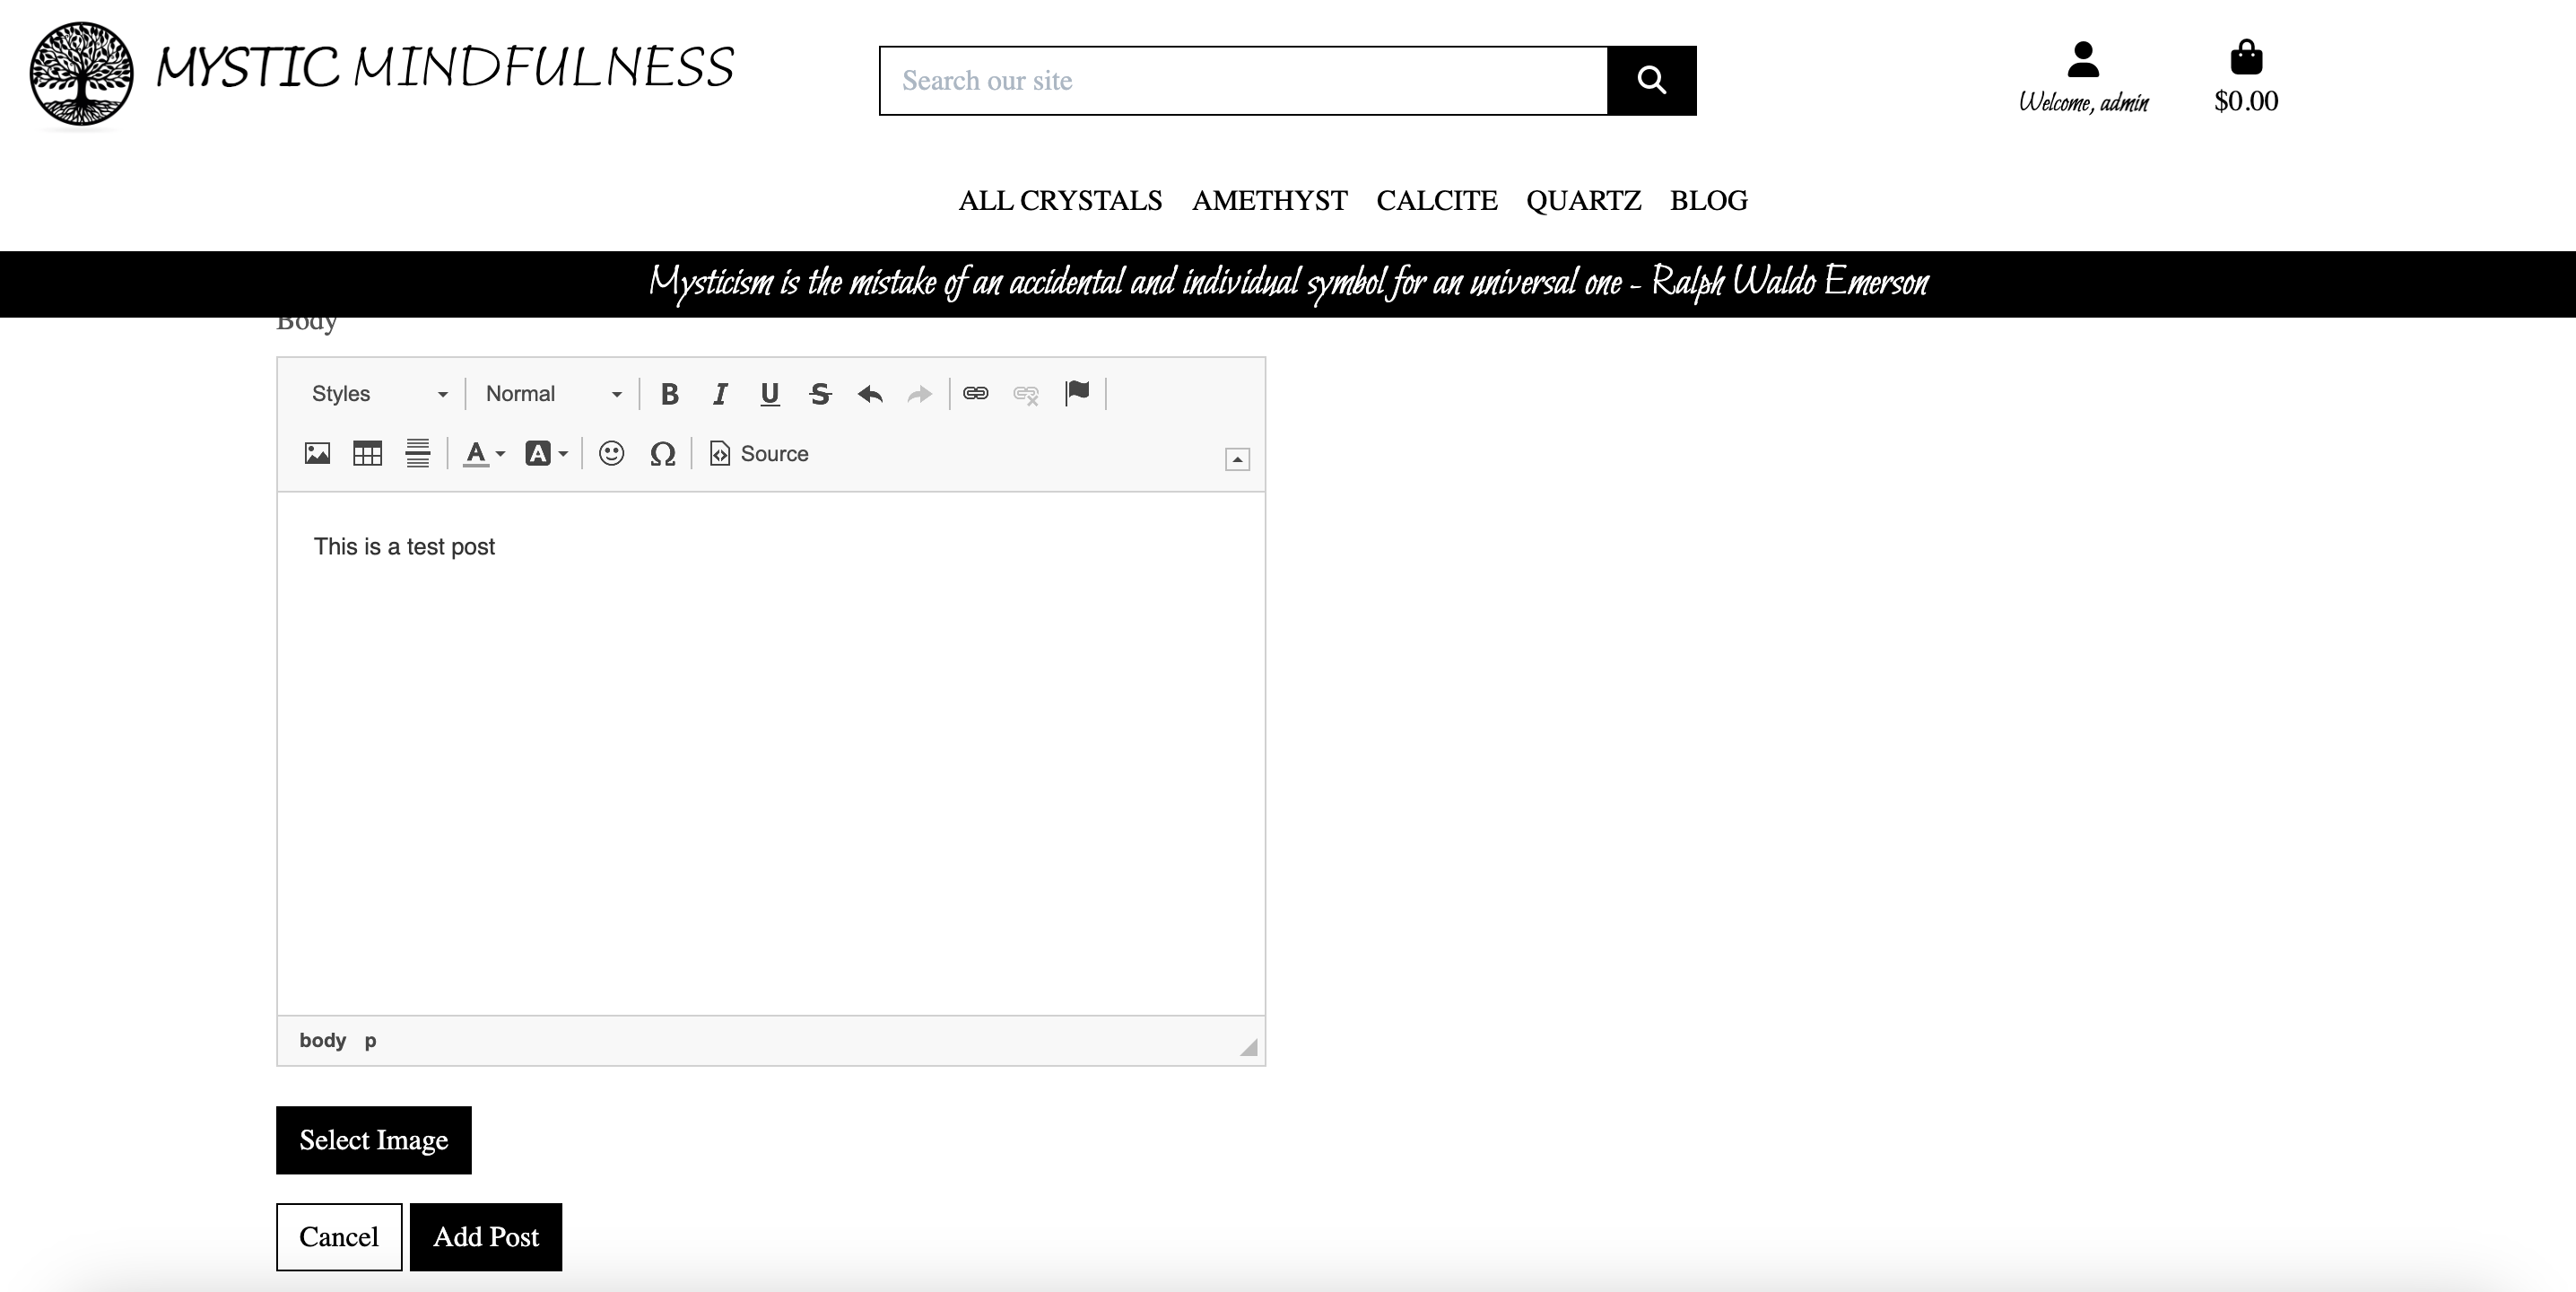 MYSTIC MINDFULNESS
Search our site
Welcome, admin
$0.00
ALL CRYSTALS AMETHYST CALCITE QUARTZ BLOG
Mysticism is the mistake of an accidental and individual symbol for an universal one - Ralph Waldo Emerson
Body
Styles Normal B I U S
A A Ω Source
This is a test post
body p
Select Image
Cancel Add Post